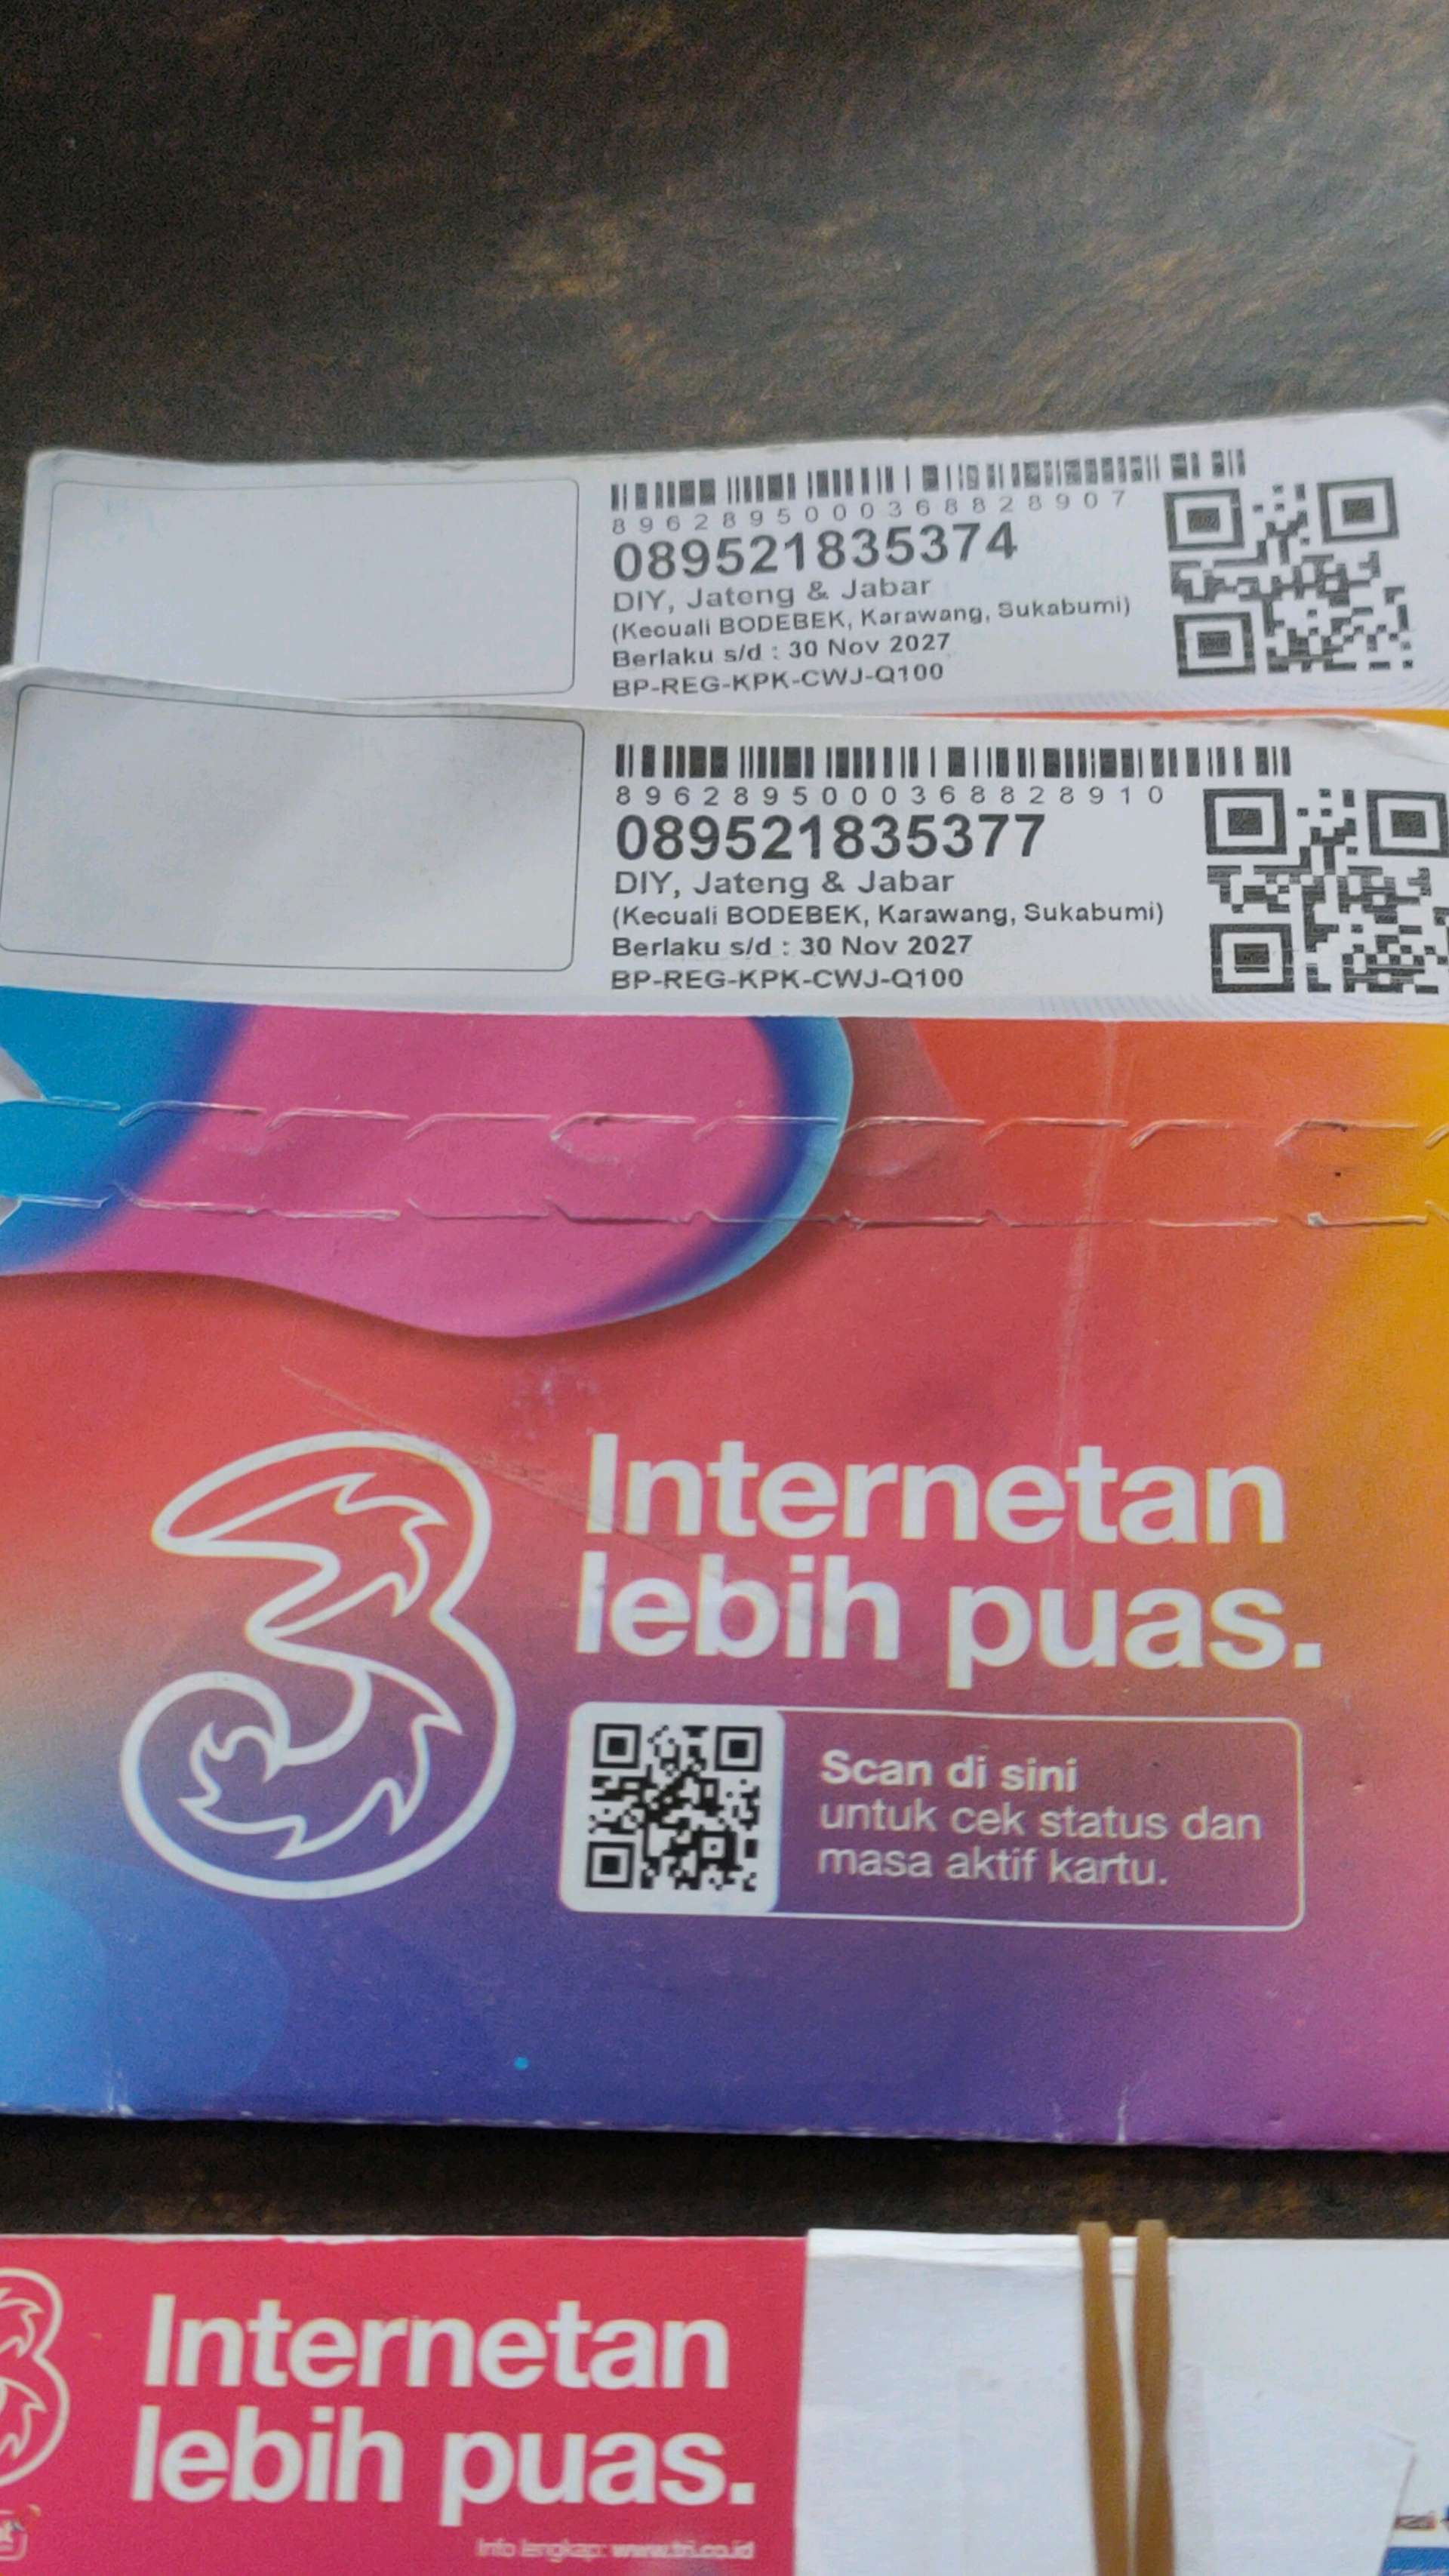 8962895000368828907
089521835374
DIY, Jateng & Jabar
(Kecuali BODEBEK, Karawang, Sukabumi)
Berlaku s/d : 30 Nov 2027
BP-REG-KPK-CWJ-Q100
8962895000368828910
089521835377
DIY, Jateng & Jabar
(Kecuali BODEBEK, Karawang, Sukabumi)
Berlaku s/d : 30 Nov 2027
BP-REG-KPK-CWJ-Q100
3
Internetan
lebih puas.
Scan di sini
untuk cek status dan
masa aktif kartu.
Internetan
lebih puas.
Info lengkap: www.tri.co.id